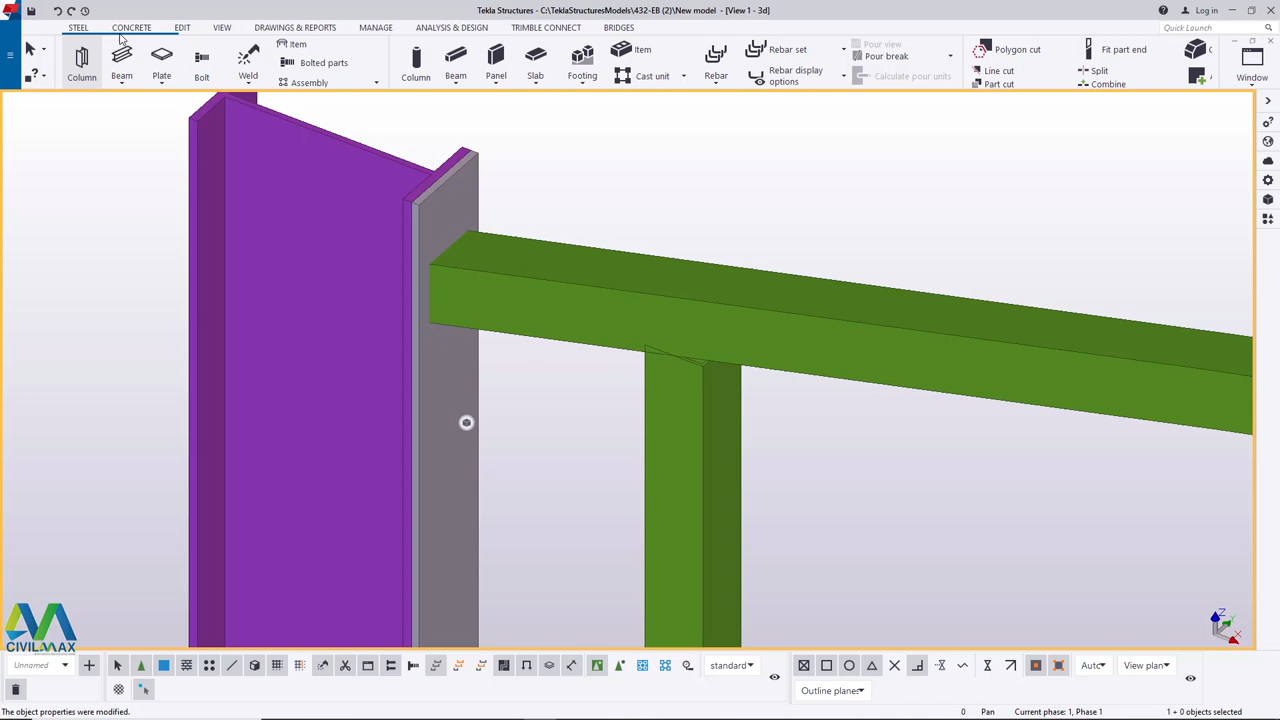 Tekla Structures - C:\TeklaStructuresModels\432-EB (2)\New model - [View 1 - 3d]
Log in
STEEL CONCRETE EDIT VIEW DRAWINGS & REPORTS MANAGE ANALYSIS & DESIGN TRIMBLE CONNECT BRIDGES
Quick Launch
Column
Beam
Plate
Bolt
Weld
Item
Bolted parts
Assembly
Column
Beam
Panel
Slab
Footing
Item
Cast unit
Rebar
Rebar set
Rebar display
options
Pour view
Pour break
Calculate pour units
Polygon cut
Line cut
Part cut
Fit part end
Split
Combine
Window
CIVILMAX
Unnamed
standard
Auto
View plan
Outline planes
The object properties were modified.
0
Pan
Current phase: 1, Phase 1
1 + 0 objects selected
Z